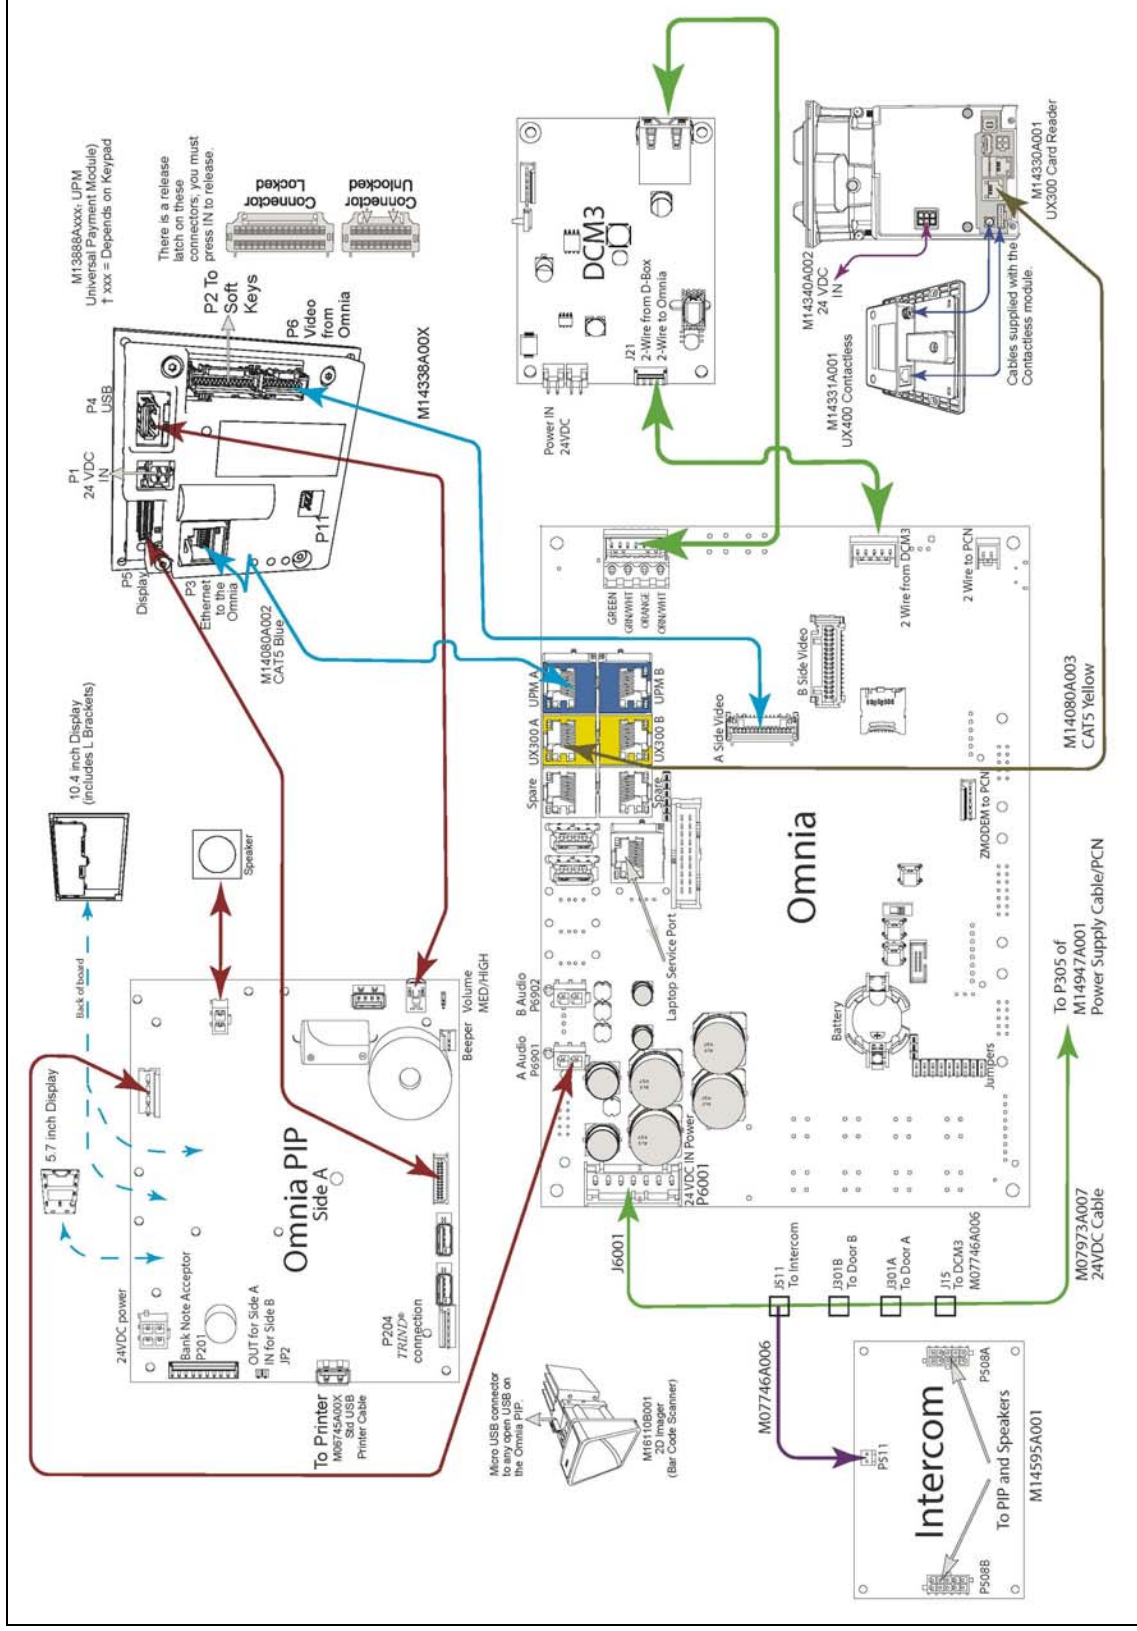 10.4 inch Display
(includes L Brackets)
Back of board
5.7 inch Display
Speaker
24VDC power
Bank Note Acceptor
P201
OUT for Side A
IN for Side B
JP2
Omnia PIP
Side A
Beeper
Volume
MED/HIGH
P204
TRIND®
connection
To Printer
M06745A00X
Std USB
Printer Cable
M13888Axxx† UPM
Universal Payment Module)
† xxx = Depends on Keypad
There is a release
latch on these
connectors; you must
press IN to release.
Connector
Locked
Connector
Unlocked
P2 To
Soft
Keys
P6
Video
from
Omnia
P4
USB
P1
24 VDC
IN
P5
Display
P3
Ethernet
to the
Omnia
P11
M14338A00X
M14080A002
CAT5 Blue
Micro USB connector
to any open USB on
the Omnia PIP.
M16110B001
2D Imager
(Bar Code Scanner)
DCM3
J21
2-Wire from D-Box
2-Wire to Omnia
Power IN
24VDC
M14340A002
24 VDC
IN
M14330A001
UX300 Card Reader
M14331A001
UX400 Contactless
Cables supplied with the
Contactless module.
GREEN
GRN/WHT
ORANGE
ORN/WHT
2 Wire from DCM3
2 Wire to PCN
UPM A
UPM B
UX300 A
UX300 B
Spare
Spare
A Side Video
B Side Video
M14080A003
CAT5 Yellow
Laptop Service Port
B Audio
P6902
A Audio
P6901
Omnia
ZMODEM to PCN
Battery
Jumpers
24 VDC IN Power
P6001
J6001
To P305 of
M14947A001
Power Supply Cable/PCN
M07973A007
24VDC Cable
J511
To Intercom
J301B
To Door B
J301A
To Door A
J15
To DCM3
M07746A006
M07746A006
P511
Intercom
P508A
P508B
To PIP and Speakers
M14595A001